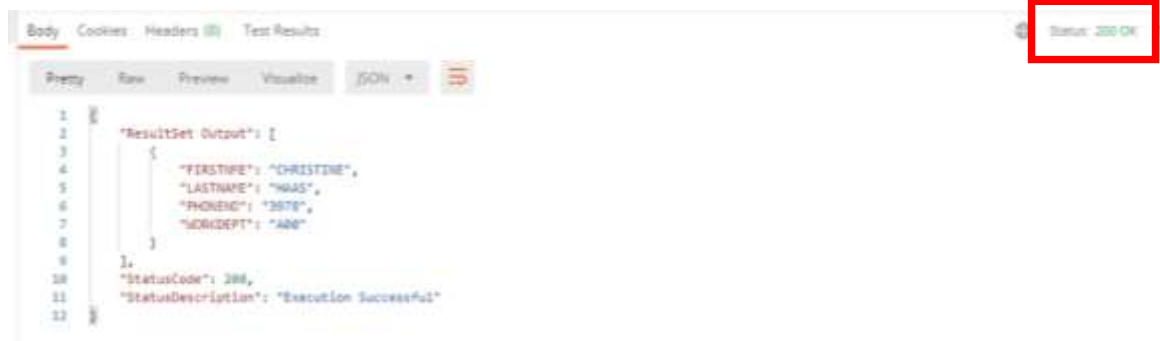 Body Cookies Headers (8) Test Results Status: 200 OK
Pretty Raw Preview Visualize JSON
1 {
2 "ResultSet Output": [
3 {
4 "FIRSTNME": "CHRISTINE",
5 "LASTNAME": "HAAS",
6 "PHONENO": "3978",
7 "WORKDEPT": "A00"
8 }
9 ],
10 "StatusCode": 200,
11 "StatusDescription": "Execution Successful"
12 }